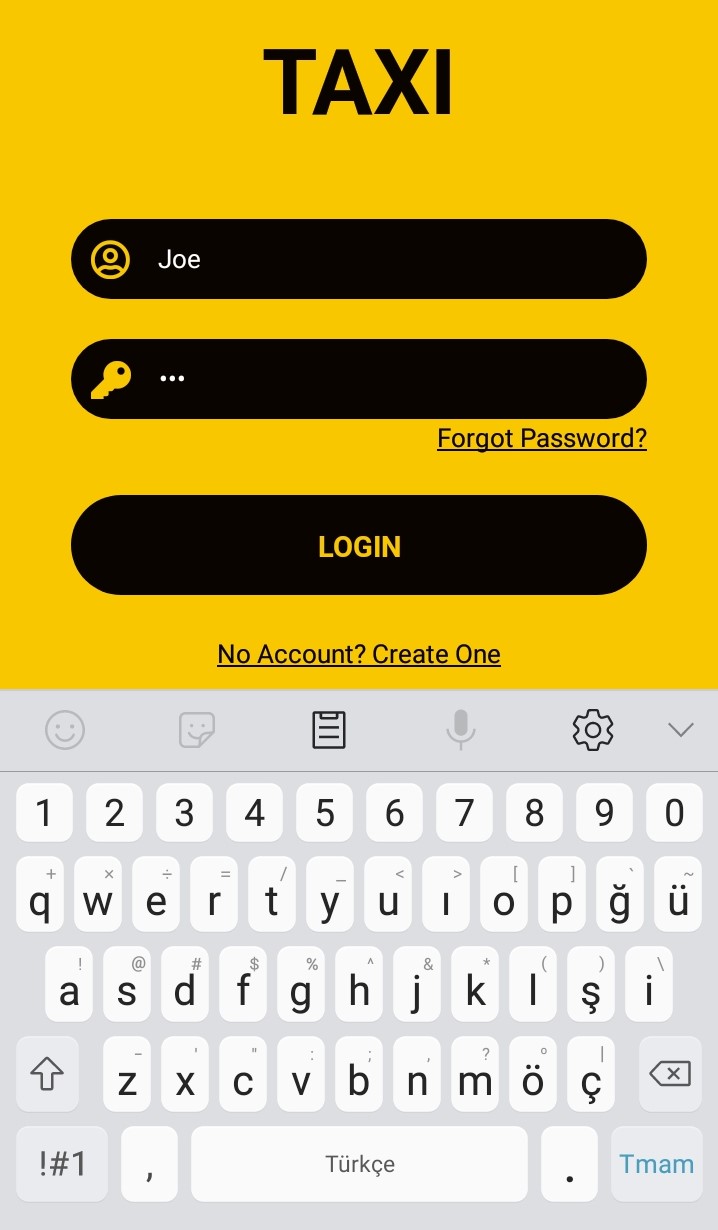 TAXI
Joe
•••
Forgot Password?
LOGIN
No Account? Create One
1 2 3 4 5 6 7 8 9 0
+ × ÷ = / _ < > [ ] ` ~
q w e r t y u ı o p ğ ü
! @ # $ % ^ & * ( ) \
a s d f g h j k l ş i
- ' " : ; , ? º |
z x c v b n m ö ç
!#1 , Türkçe . Tmam